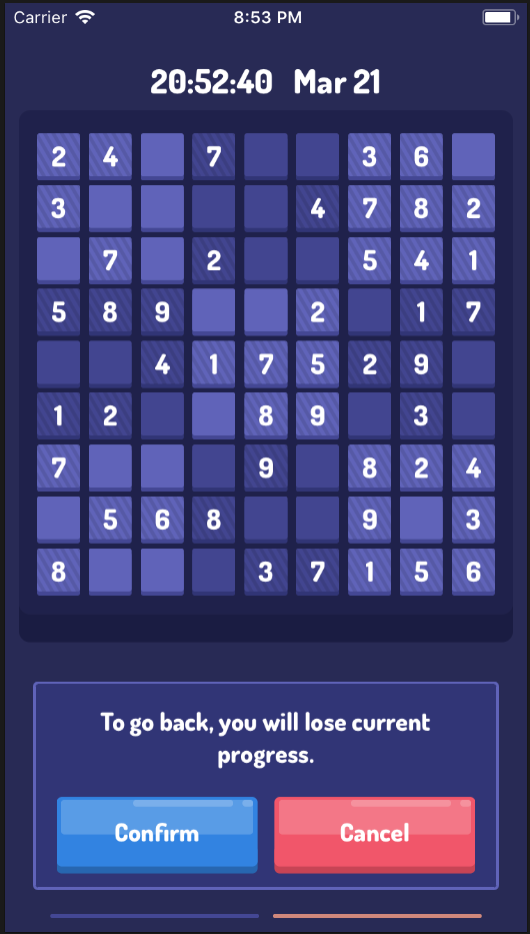 Carrier 8:53 PM
20:52:40 Mar 21
2 4 7 3 6
3 4 7 8 2
7 2 5 4 1
5 8 9 2 1 7
4 1 7 5 2 9
1 2 8 9 3
7 9 8 2 4
5 6 8 9 3
8 3 7 1 5 6
To go back, you will lose current
progress.
Confirm Cancel